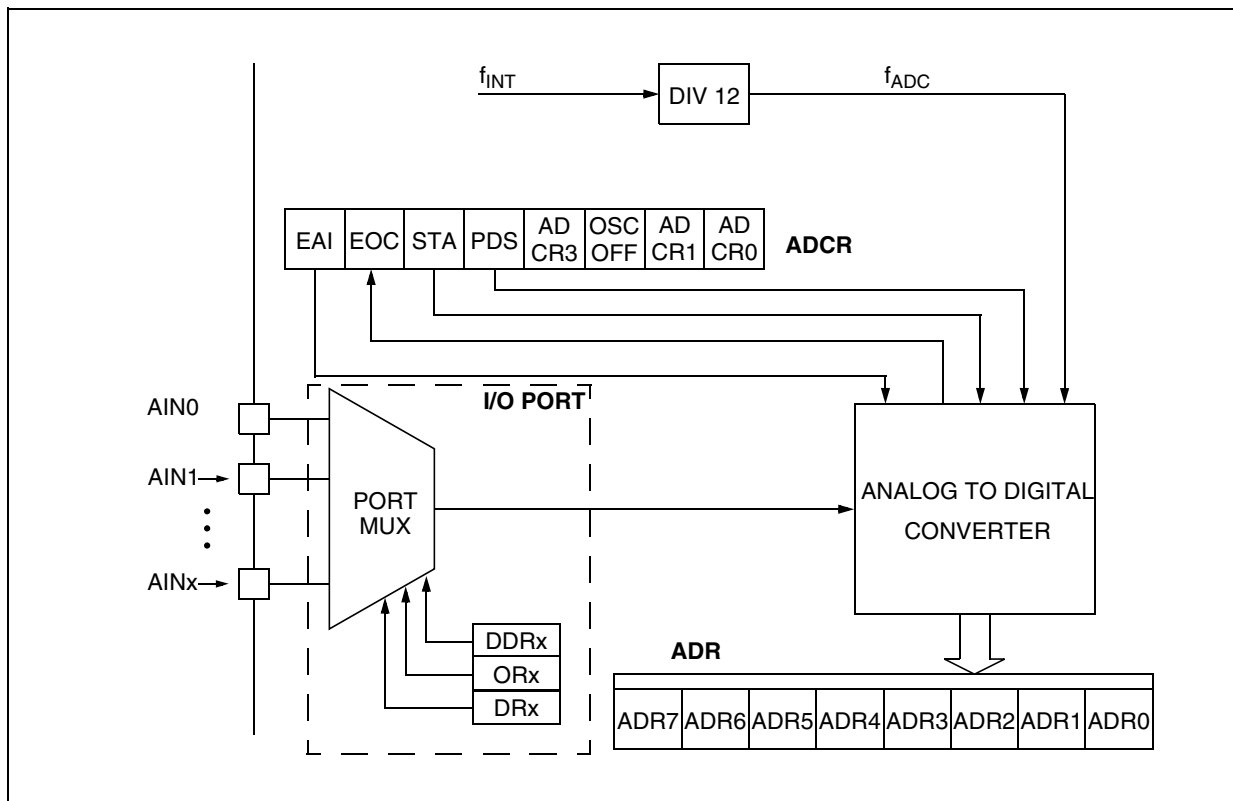 fINT
DIV 12
fADC
EAI
EOC
STA
PDS
AD
CR3
OSC
OFF
AD
CR1
AD
CR0
ADCR
I/O PORT
AIN0
AIN1
AINx
PORT
MUX
ANALOG TO DIGITAL
CONVERTER
DDRx
ORx
DRx
ADR
ADR7
ADR6
ADR5
ADR4
ADR3
ADR2
ADR1
ADR0